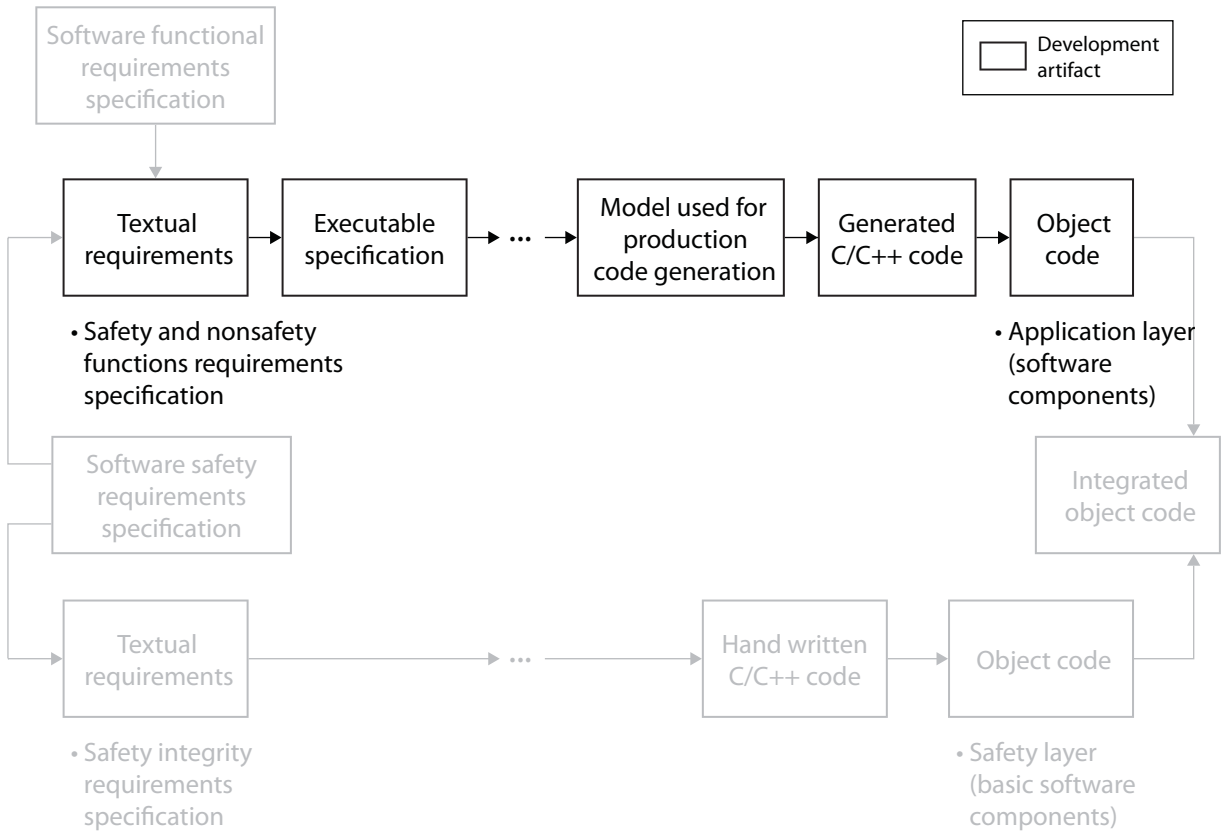 Software functional
requirements
specification
Development
artifact
Textual
requirements
Executable
specification
...
Model used for
production
code generation
Generated
C/C++ code
Object
code
• Safety and nonsafety
functions requirements
specification
• Application layer
(software
components)
Software safety
requirements
specification
Integrated
object code
Textual
requirements
...
Hand written
C/C++ code
Object code
• Safety integrity
requirements
specification
• Safety layer
(basic software
components)